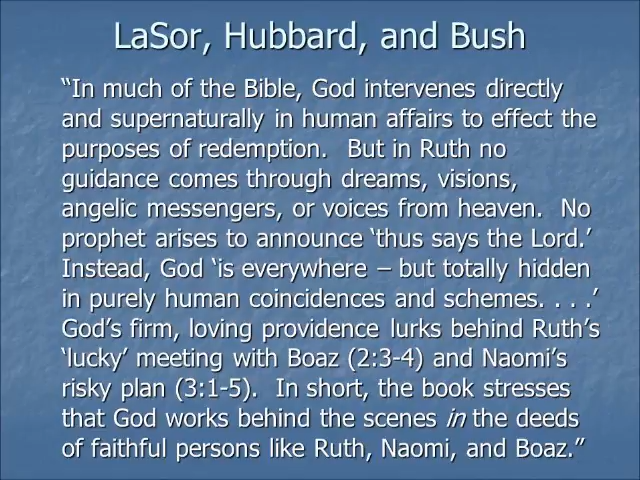 LaSor, Hubbard, and Bush
“In much of the Bible, God intervenes directly
and supernaturally in human affairs to effect the
purposes of redemption.  But in Ruth no
guidance comes through dreams, visions,
angelic messengers, or voices from heaven.  No
prophet arises to announce ‘thus says the Lord.’
Instead, God ‘is everywhere – but totally hidden
in purely human coincidences and schemes. . . .’
God’s firm, loving providence lurks behind Ruth’s
‘lucky’ meeting with Boaz (2:3-4) and Naomi’s
risky plan (3:1-5).  In short, the book stresses
that God works behind the scenes in the deeds
of faithful persons like Ruth, Naomi, and Boaz.”